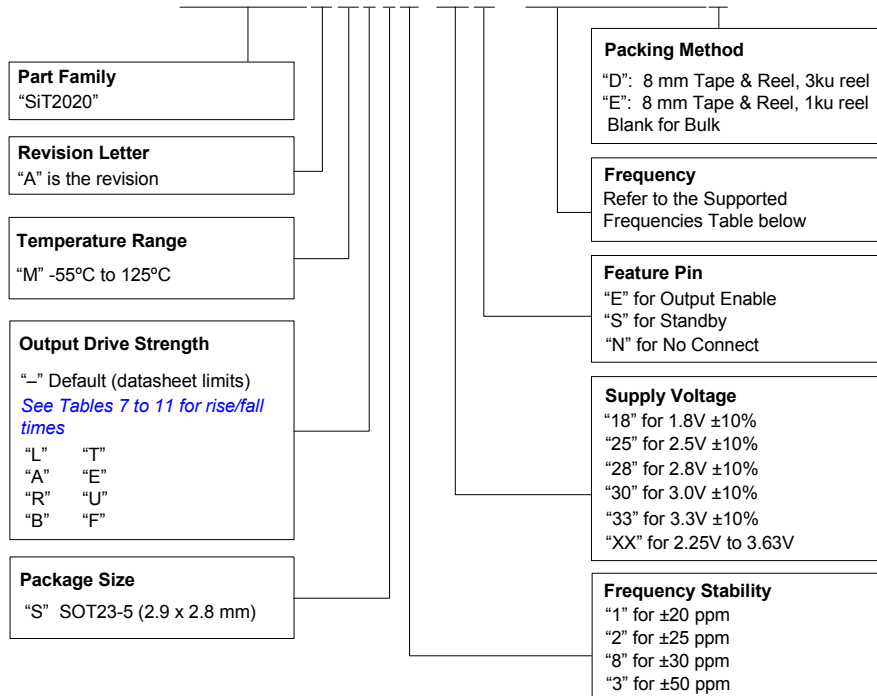 Part Family
“SiT2020”
Revision Letter
“A” is the revision
Temperature Range
“M” -55ºC to 125ºC
Output Drive Strength
“–” Default (datasheet limits)
See Tables 7 to 11 for rise/fall
times
“L” “T”
“A” “E”
“R” “U”
“B” “F”
Package Size
“S” SOT23-5 (2.9 x 2.8 mm)
Packing Method
“D”: 8 mm Tape & Reel, 3ku reel
“E”: 8 mm Tape & Reel, 1ku reel
Blank for Bulk
Frequency
Refer to the Supported
Frequencies Table below
Feature Pin
“E” for Output Enable
“S” for Standby
“N” for No Connect
Supply Voltage
“18” for 1.8V ±10%
“25” for 2.5V ±10%
“28” for 2.8V ±10%
“30” for 3.0V ±10%
“33” for 3.3V ±10%
“XX” for 2.25V to 3.63V
Frequency Stability
“1” for ±20 ppm
“2” for ±25 ppm
“8” for ±30 ppm
“3” for ±50 ppm